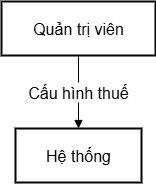 Quản trị viên
Cấu hình thuế
Hệ thống